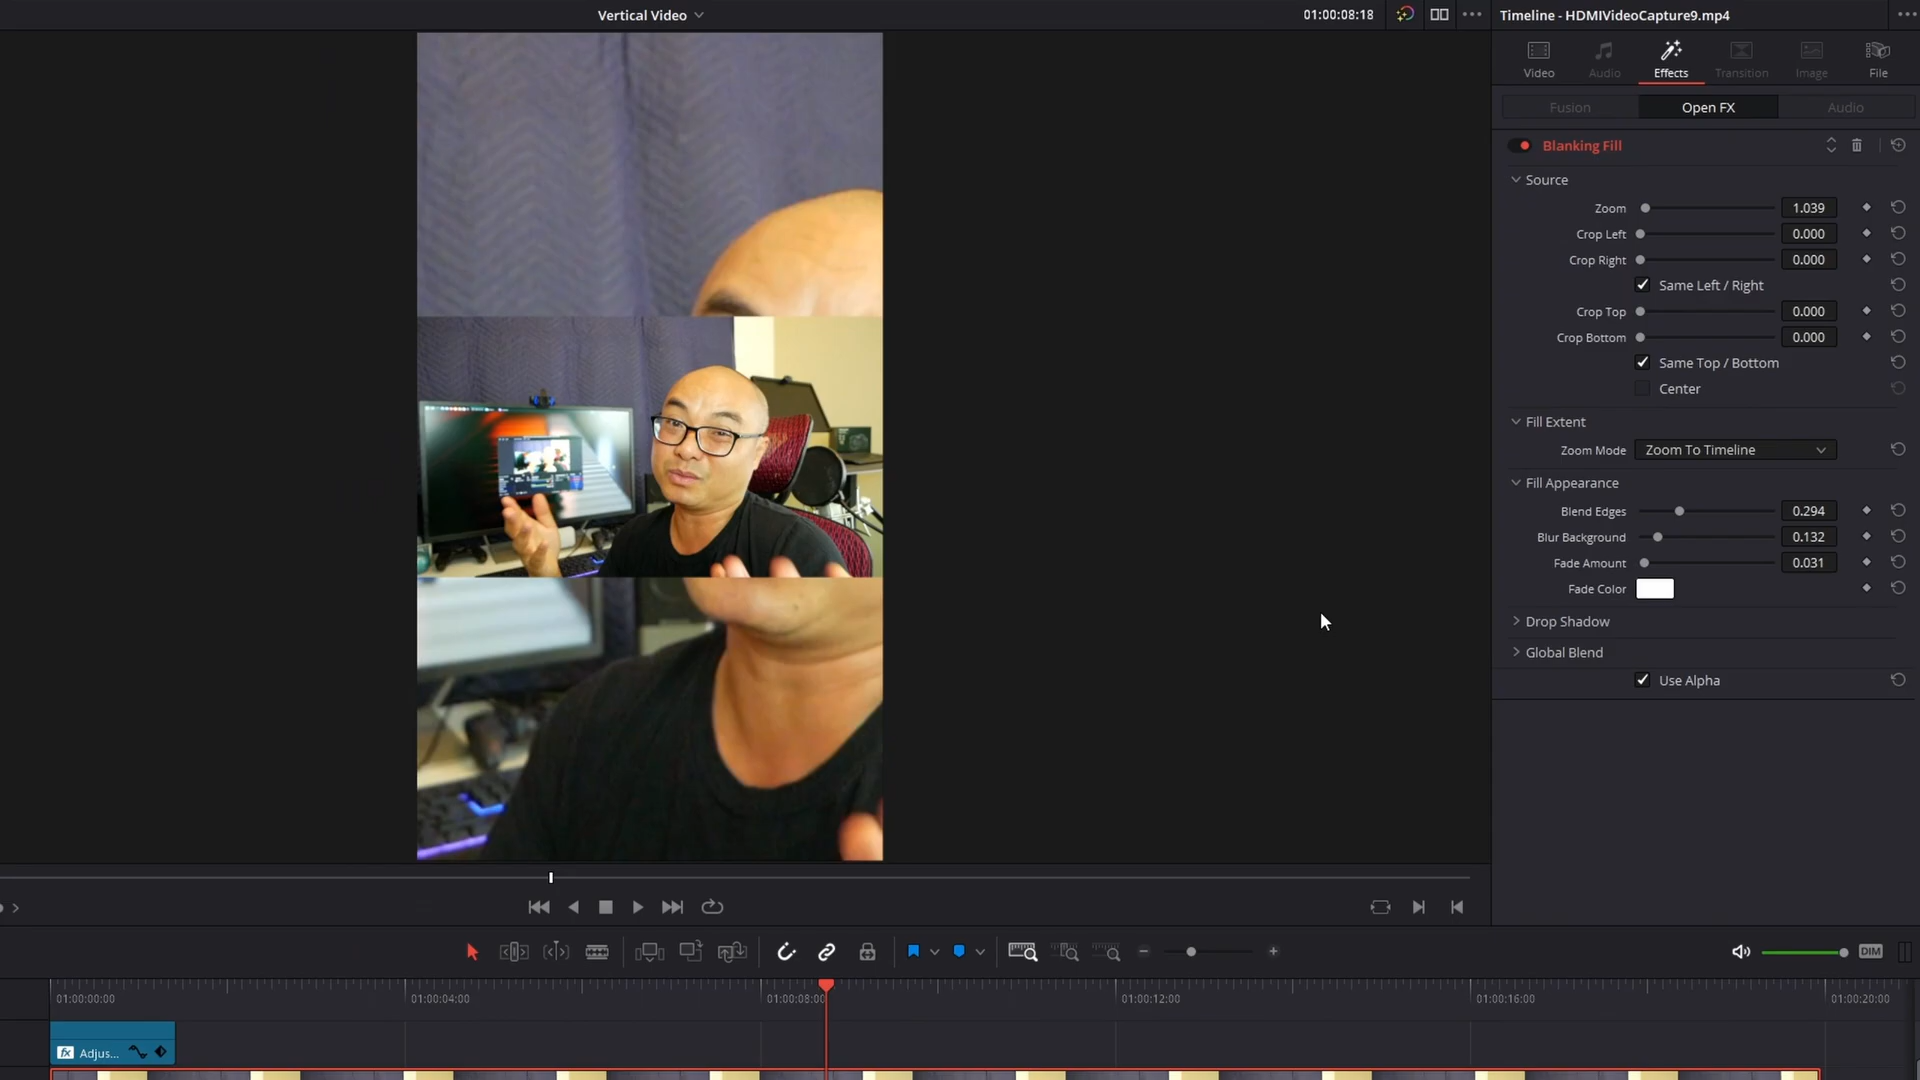 Vertical Video
01:00:08:18
Timeline - HDMIVideoCapture9.mp4
Video
Audio
Effects
Transition
Image
File
Fusion
Open FX
Audio
Blanking Fill
Source
Zoom 1.039
Crop Left 0.000
Crop Right 0.000
Same Left / Right
Crop Top 0.000
Crop Bottom 0.000
Same Top / Bottom
Center
Fill Extent
Zoom Mode Zoom To Timeline
Fill Appearance
Blend Edges 0.294
Blur Background 0.132
Fade Amount 0.031
Fade Color
Drop Shadow
Global Blend
Use Alpha
DIM
01:00:00:00
01:00:04:00
01:00:08:00
01:00:12:00
01:00:16:00
01:00:20:00
fx Adjus...